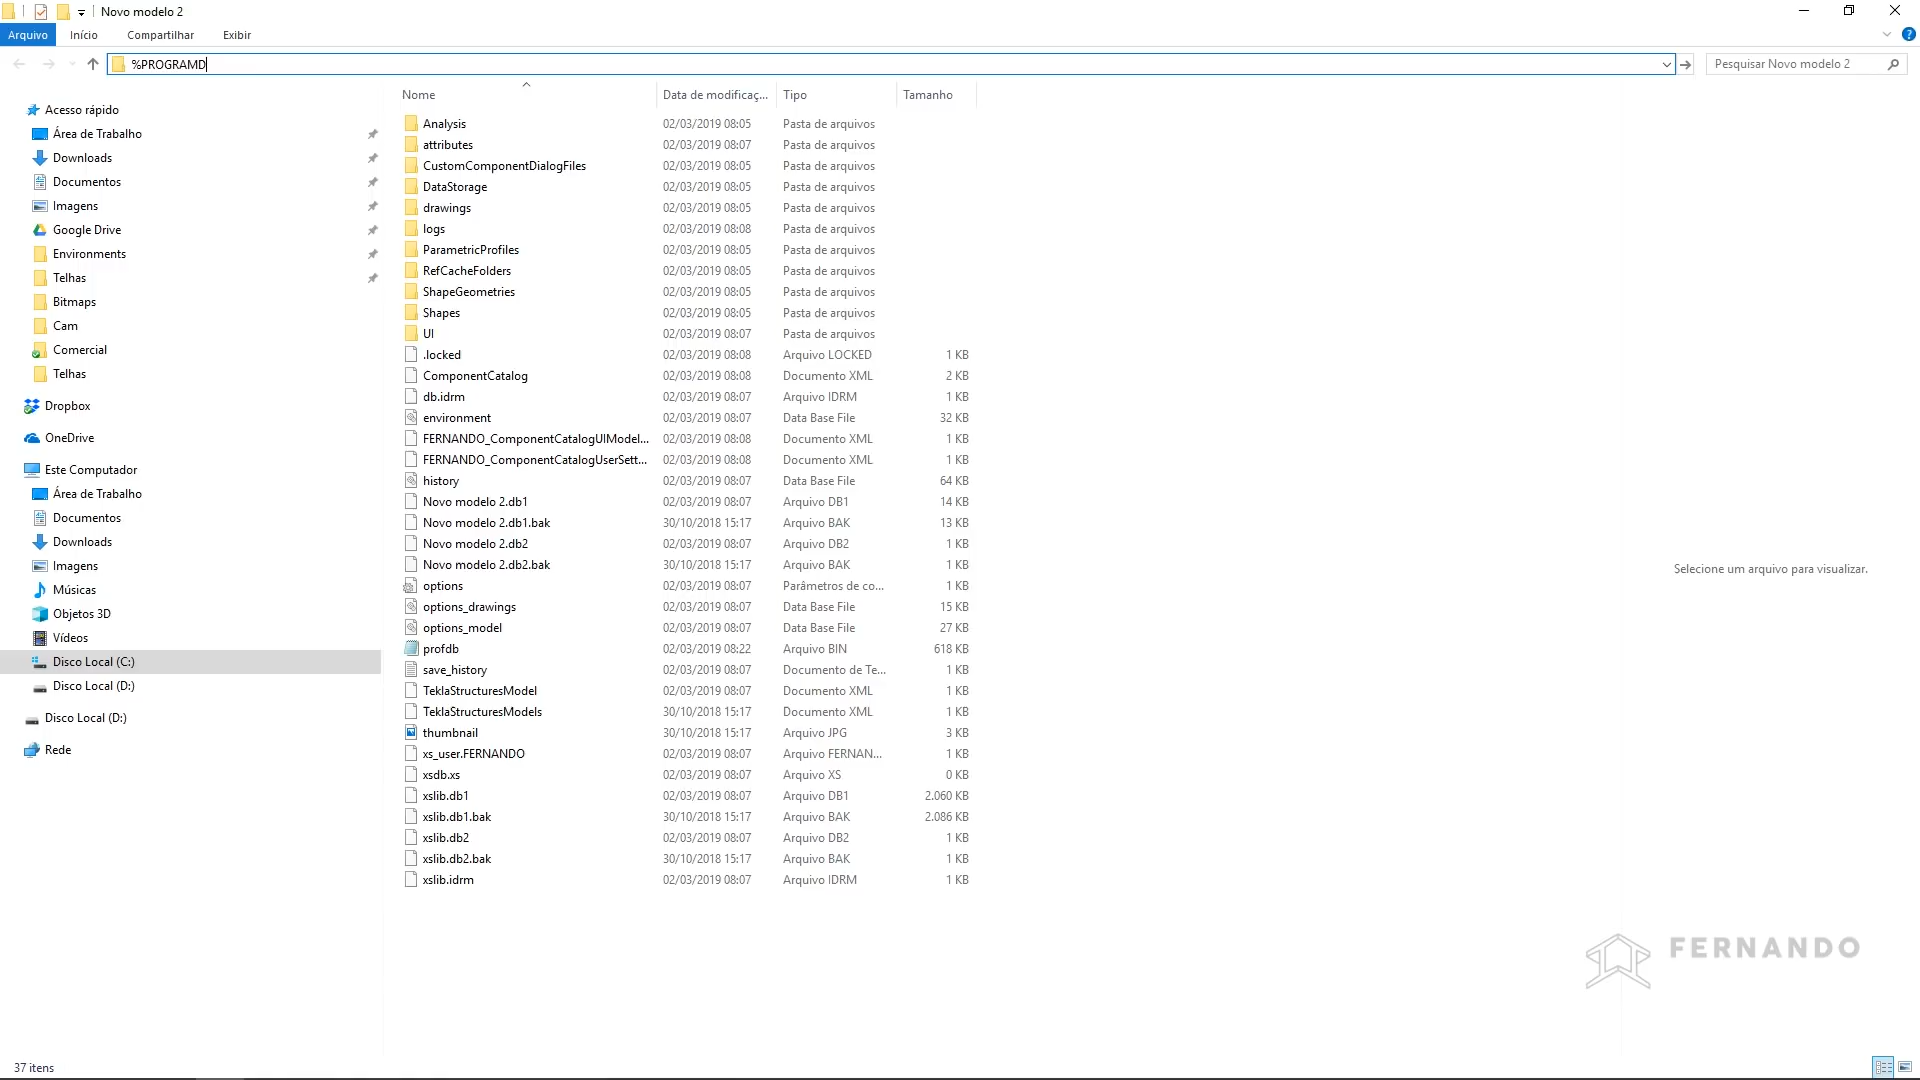 Novo modelo 2
Arquivo Início Compartilhar Exibir
%PROGRAMD
Pesquisar Novo modelo 2
Acesso rápido
Área de Trabalho
Downloads
Documentos
Imagens
Google Drive
Environments
Telhas
Bitmaps
Cam
Comercial
Telhas
Dropbox
OneDrive
Este Computador
Área de Trabalho
Documentos
Downloads
Imagens
Músicas
Objetos 3D
Vídeos
Disco Local (C:)
Disco Local (D:)
Disco Local (D:)
Rede
Nome Data de modificaç... Tipo Tamanho
Analysis 02/03/2019 08:05 Pasta de arquivos
attributes 02/03/2019 08:07 Pasta de arquivos
CustomComponentDialogFiles 02/03/2019 08:05 Pasta de arquivos
DataStorage 02/03/2019 08:05 Pasta de arquivos
drawings 02/03/2019 08:05 Pasta de arquivos
logs 02/03/2019 08:08 Pasta de arquivos
ParametricProfiles 02/03/2019 08:05 Pasta de arquivos
RefCacheFolders 02/03/2019 08:05 Pasta de arquivos
ShapeGeometries 02/03/2019 08:05 Pasta de arquivos
Shapes 02/03/2019 08:05 Pasta de arquivos
UI 02/03/2019 08:07 Pasta de arquivos
.locked 02/03/2019 08:08 Arquivo LOCKED 1 KB
ComponentCatalog 02/03/2019 08:08 Documento XML 2 KB
db.idrm 02/03/2019 08:07 Arquivo IDRM 1 KB
environment 02/03/2019 08:07 Data Base File 32 KB
FERNANDO_ComponentCatalogUIModel... 02/03/2019 08:08 Documento XML 1 KB
FERNANDO_ComponentCatalogUserSett... 02/03/2019 08:08 Documento XML 1 KB
history 02/03/2019 08:07 Data Base File 64 KB
Novo modelo 2.db1 02/03/2019 08:07 Arquivo DB1 14 KB
Novo modelo 2.db1.bak 30/10/2018 15:17 Arquivo BAK 13 KB
Novo modelo 2.db2 02/03/2019 08:07 Arquivo DB2 1 KB
Novo modelo 2.db2.bak 30/10/2018 15:17 Arquivo BAK 1 KB
options 02/03/2019 08:07 Parâmetros de co... 1 KB
options_drawings 02/03/2019 08:07 Data Base File 15 KB
options_model 02/03/2019 08:07 Data Base File 27 KB
profdb 02/03/2019 08:22 Arquivo BIN 618 KB
save_history 02/03/2019 08:07 Documento de Te... 1 KB
TeklaStructuresModel 02/03/2019 08:07 Documento XML 1 KB
TeklaStructuresModels 30/10/2018 15:17 Documento XML 1 KB
thumbnail 30/10/2018 15:17 Arquivo JPG 3 KB
xs_user.FERNANDO 02/03/2019 08:07 Arquivo FERNAN... 1 KB
xsdb.xs 02/03/2019 08:07 Arquivo XS 0 KB
xslib.db1 02/03/2019 08:07 Arquivo DB1 2.060 KB
xslib.db1.bak 30/10/2018 15:17 Arquivo BAK 2.086 KB
xslib.db2 02/03/2019 08:07 Arquivo DB2 1 KB
xslib.db2.bak 30/10/2018 15:17 Arquivo BAK 1 KB
xslib.idrm 02/03/2019 08:07 Arquivo IDRM 1 KB
Selecione um arquivo para visualizar.
FERNANDO
37 itens